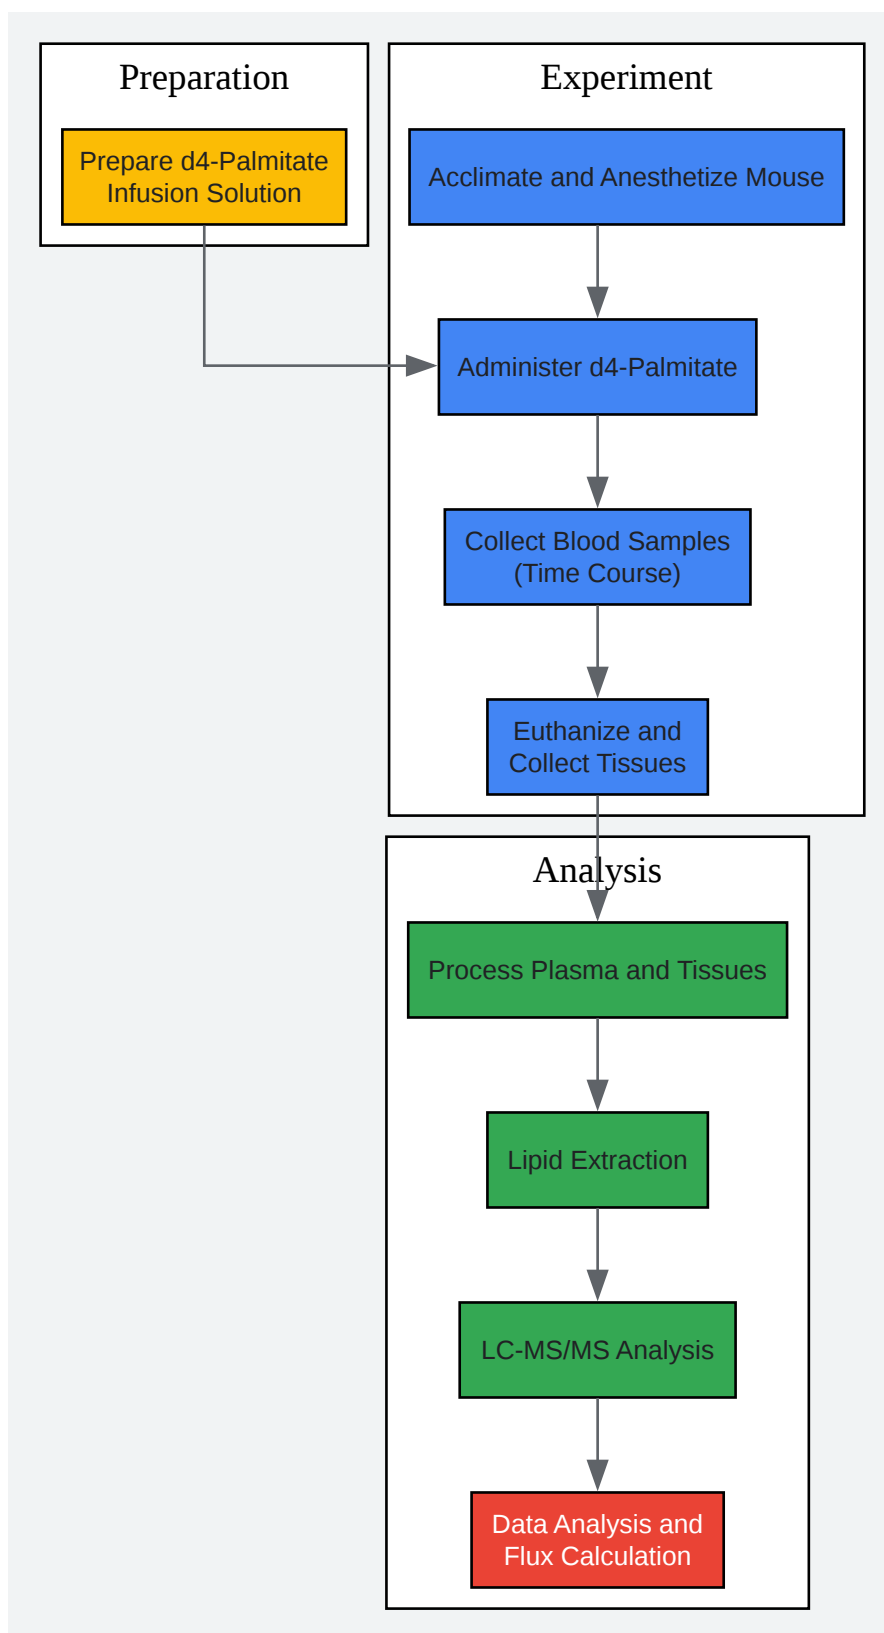 Preparation
Prepare d4-Palmitate
Infusion Solution
Experiment
Acclimate and Anesthetize Mouse
Administer d4-Palmitate
Collect Blood Samples
(Time Course)
Euthanize and
Collect Tissues
Analysis
Process Plasma and Tissues
Lipid Extraction
LC-MS/MS Analysis
Data Analysis and
Flux Calculation